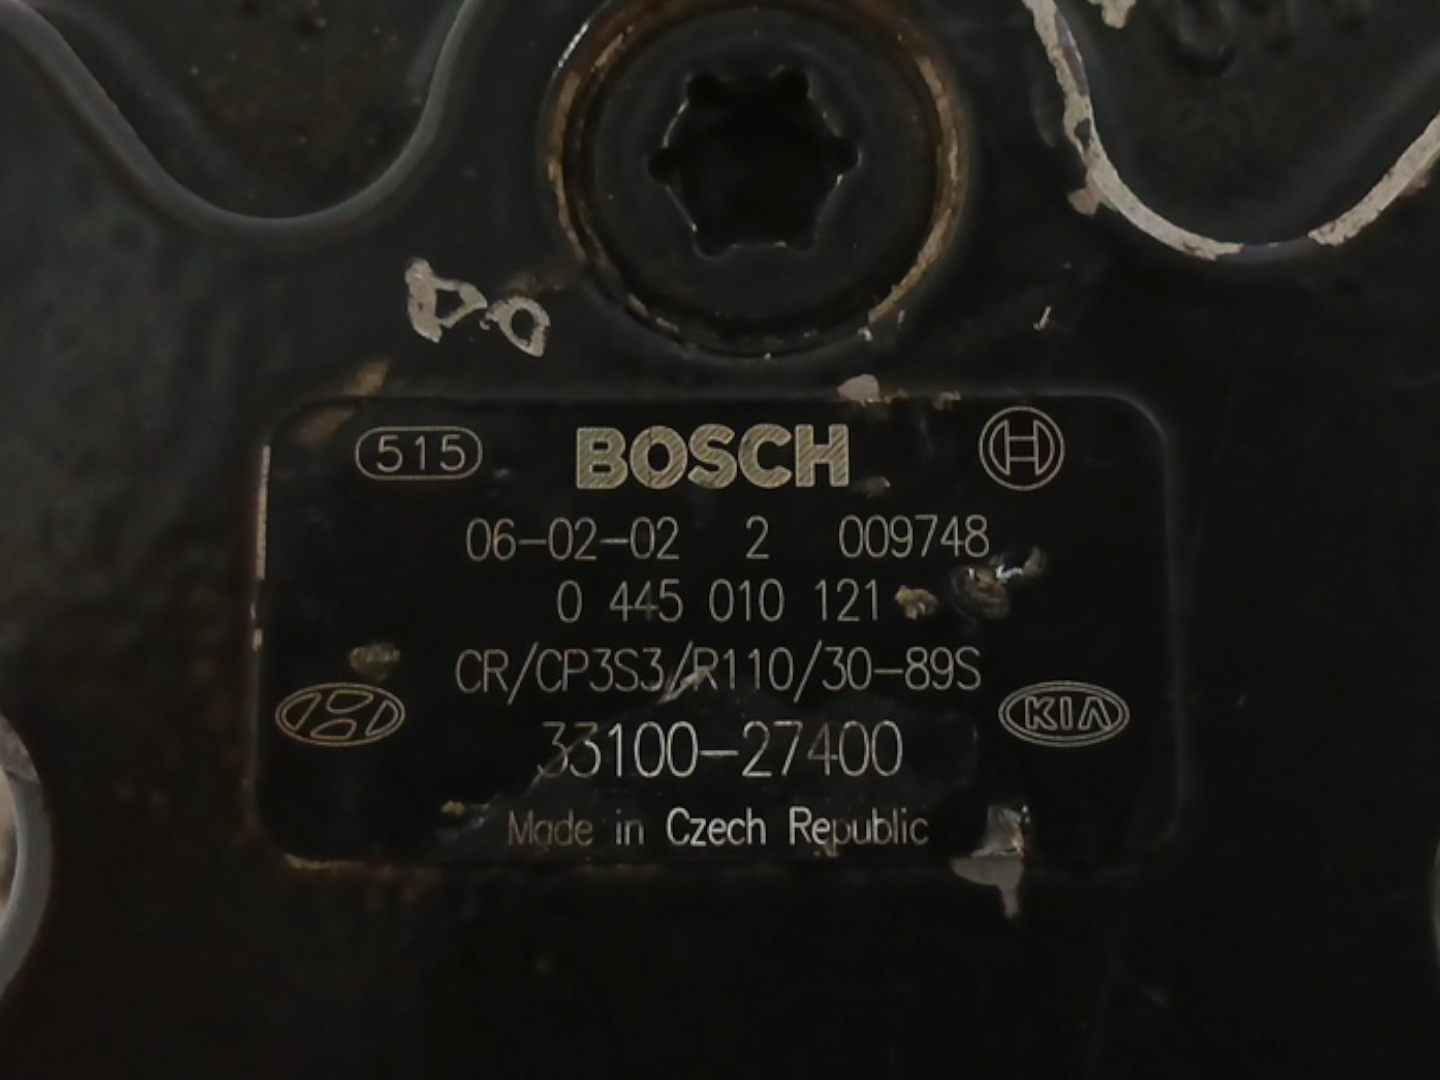 515 BOSCH
06-02-02 2 009748
0 445 010 121
CR/CP3S3/R110/30-89S
KIA
33100-27400
Made in Czech Republic